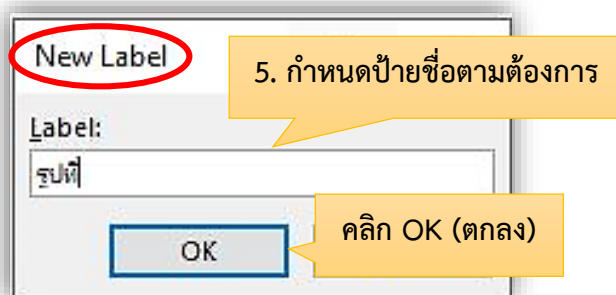 New Label
5. กำหนดป้ายชื่อตามต้องการ
Label:
รูปที่
คลิก OK (ตกลง)
OK